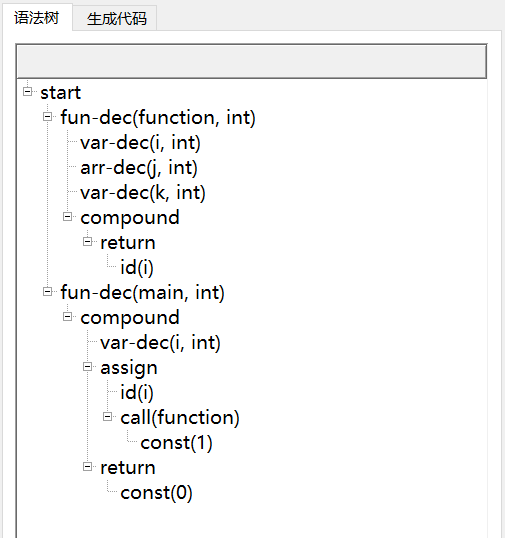 语法树 生成代码
start
fun-dec(function, int)
var-dec(i, int)
arr-dec(j, int)
var-dec(k, int)
compound
return
id(i)
fun-dec(main, int)
compound
var-dec(i, int)
assign
id(i)
call(function)
const(1)
return
const(0)